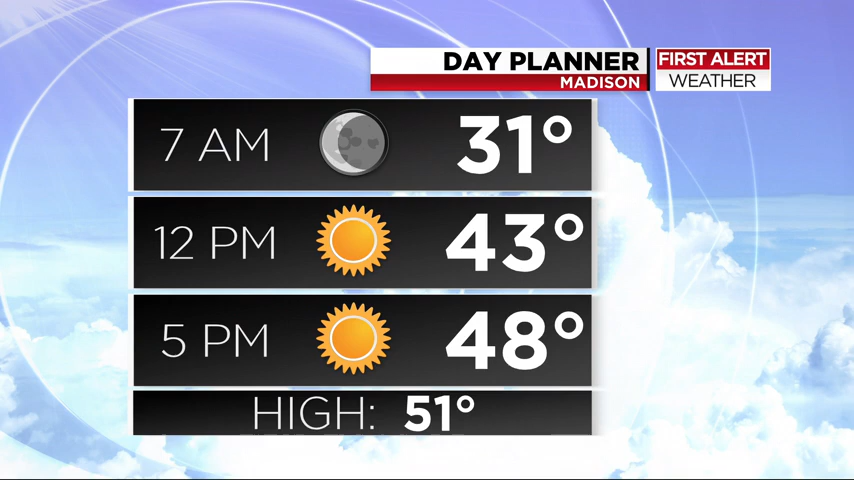 DAY PLANNER
MADISON
FIRST ALERT
WEATHER
7 AM 31°
12 PM 43°
5 PM 48°
HIGH: 51°